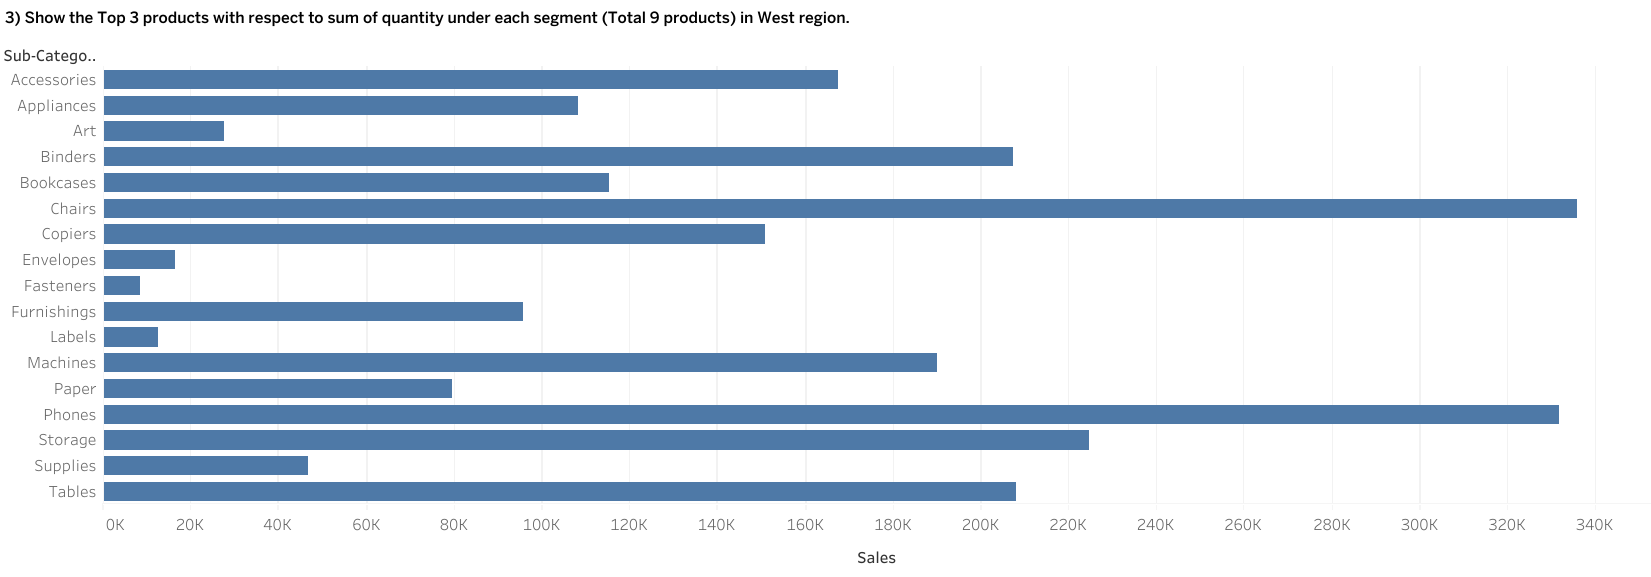 3) Show the Top 3 products with respect to sum of quantity under each segment (Total 9 products) in West region.
Sub-Catego..
Accessories
Appliances
Art
Binders
Bookcases
Chairs
Copiers
Envelopes
Fasteners
Furnishings
Labels
Machines
Paper
Phones
Storage
Supplies
Tables
0K 20K 40K 60K 80K 100K 120K 140K 160K 180K 200K 220K 240K 260K 280K 300K 320K 340K
Sales